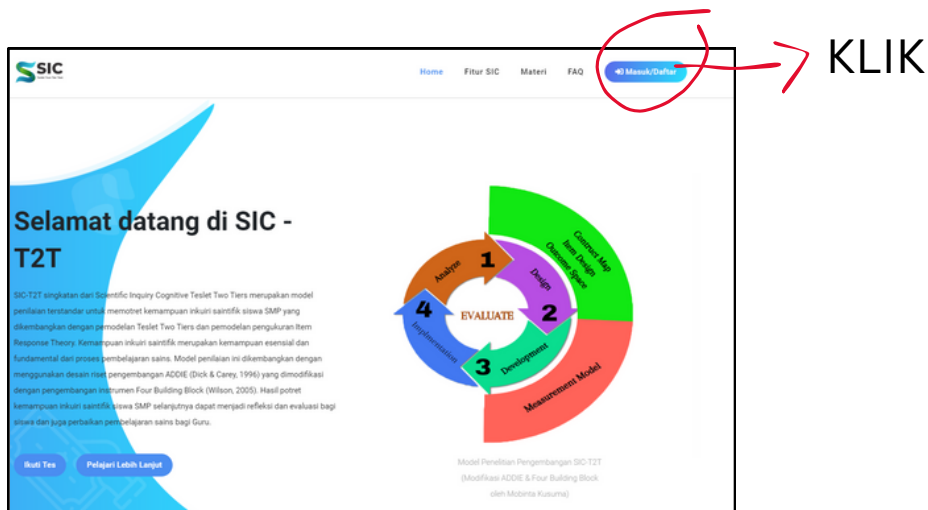 SIC
Home Fitur SIC Materi FAQ Masuk/Daftar
KLIK
Selamat datang di SIC -
T2T
SIC-T2T singkatan dari Scientific Inquiry Cognitive Teslet Two Tiers merupakan model
penilaian terstandar untuk memotret kemampuan inkuiri saintifik siswa SMP yang
dikembangkan dengan pemodelan Teslet Two Tiers dan pemodelan pengukuran Item
Response Theory. Kemampuan inkuiri saintifik merupakan kemampuan esensial dan
fundamental dari proses pembelajaran sains. Model penilaian ini dikembangkan dengan
menggunakan desain riset pengembangan ADDIE (Dick & Carey, 1996) yang dimodifikasi
dengan pengembangan instrumen Four Building Block (Wilson, 2005). Hasil potret
kemampuan inkuiri saintifik siswa SMP selanjutnya dapat menjadi refleksi dan evaluasi bagi
siswa dan juga perbaikan pembelajaran sains bagi Guru.
Ikuti Tes Pelajari Lebih Lanjut
1
Analyze
Design
2
Development
3
Implementation
4
EVALUATE
Contruct Map
Item Design
Outcome Space
Measurement Model
Model Penelitian Pengembangan SIC-T2T
(Modifikasi ADDIE & Four Building Block
oleh Mobinta Kusuma)